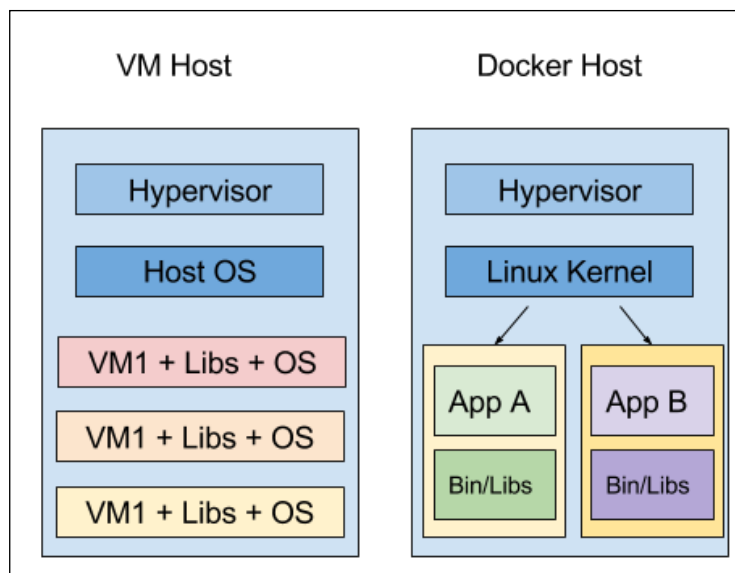 VM Host
Hypervisor
Host OS
VM1 + Libs + OS
VM1 + Libs + OS
VM1 + Libs + OS
Docker Host
Hypervisor
Linux Kernel
App A
Bin/Libs
App B
Bin/Libs